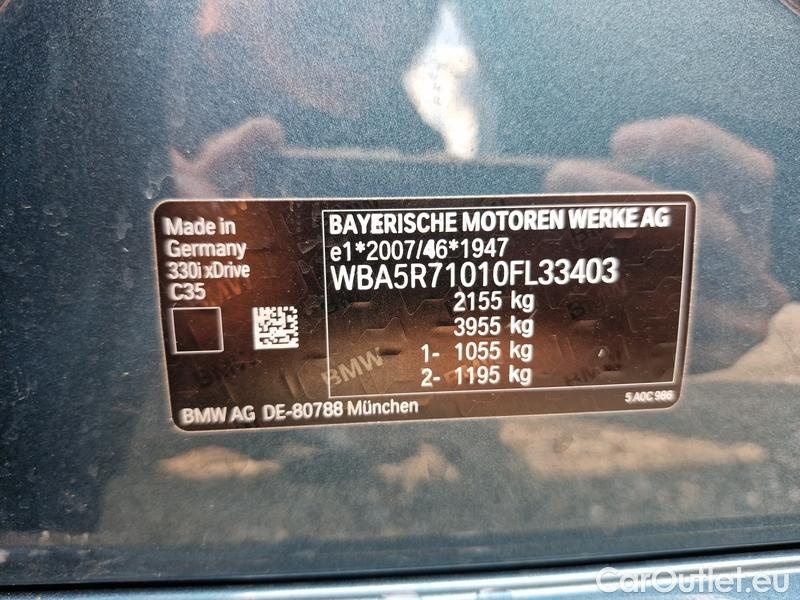 Made in
Germany
330i xDrive
C35
BAYERISCHE MOTOREN WERKE AG
e1*2007/46*1947
WBA5R71010FL33403
2155 kg
3955 kg
1- 1055 kg
2- 1195 kg
BMW
BMW AG DE-80788 München
5 A0C 986
CarOutlet.eu